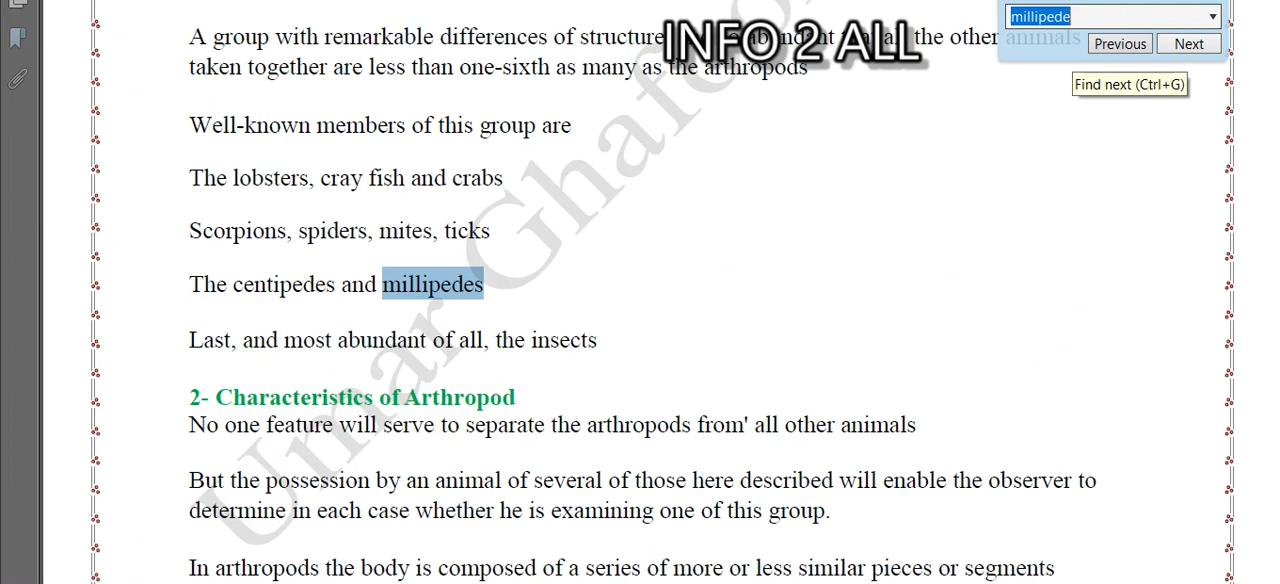 A group with remarkable differences of structure the other animals
taken together are less than one-sixth as many as the arthropods
INFO 2 ALL
millipede
Previous Next
Find next (Ctrl+G)
Well-known members of this group are
The lobsters, cray fish and crabs
Scorpions, spiders, mites, ticks
The centipedes and millipedes
Last, and most abundant of all, the insects
2- Characteristics of Arthropod
No one feature will serve to separate the arthropods from' all other animals
But the possession by an animal of several of those here described will enable the observer to
determine in each case whether he is examining one of this group.
In arthropods the body is composed of a series of more or less similar pieces or segments
Umar Ghafo